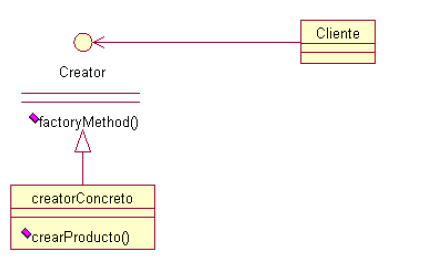 Cliente
Creator
factoryMethod()
creatorConcreto
crearProducto()